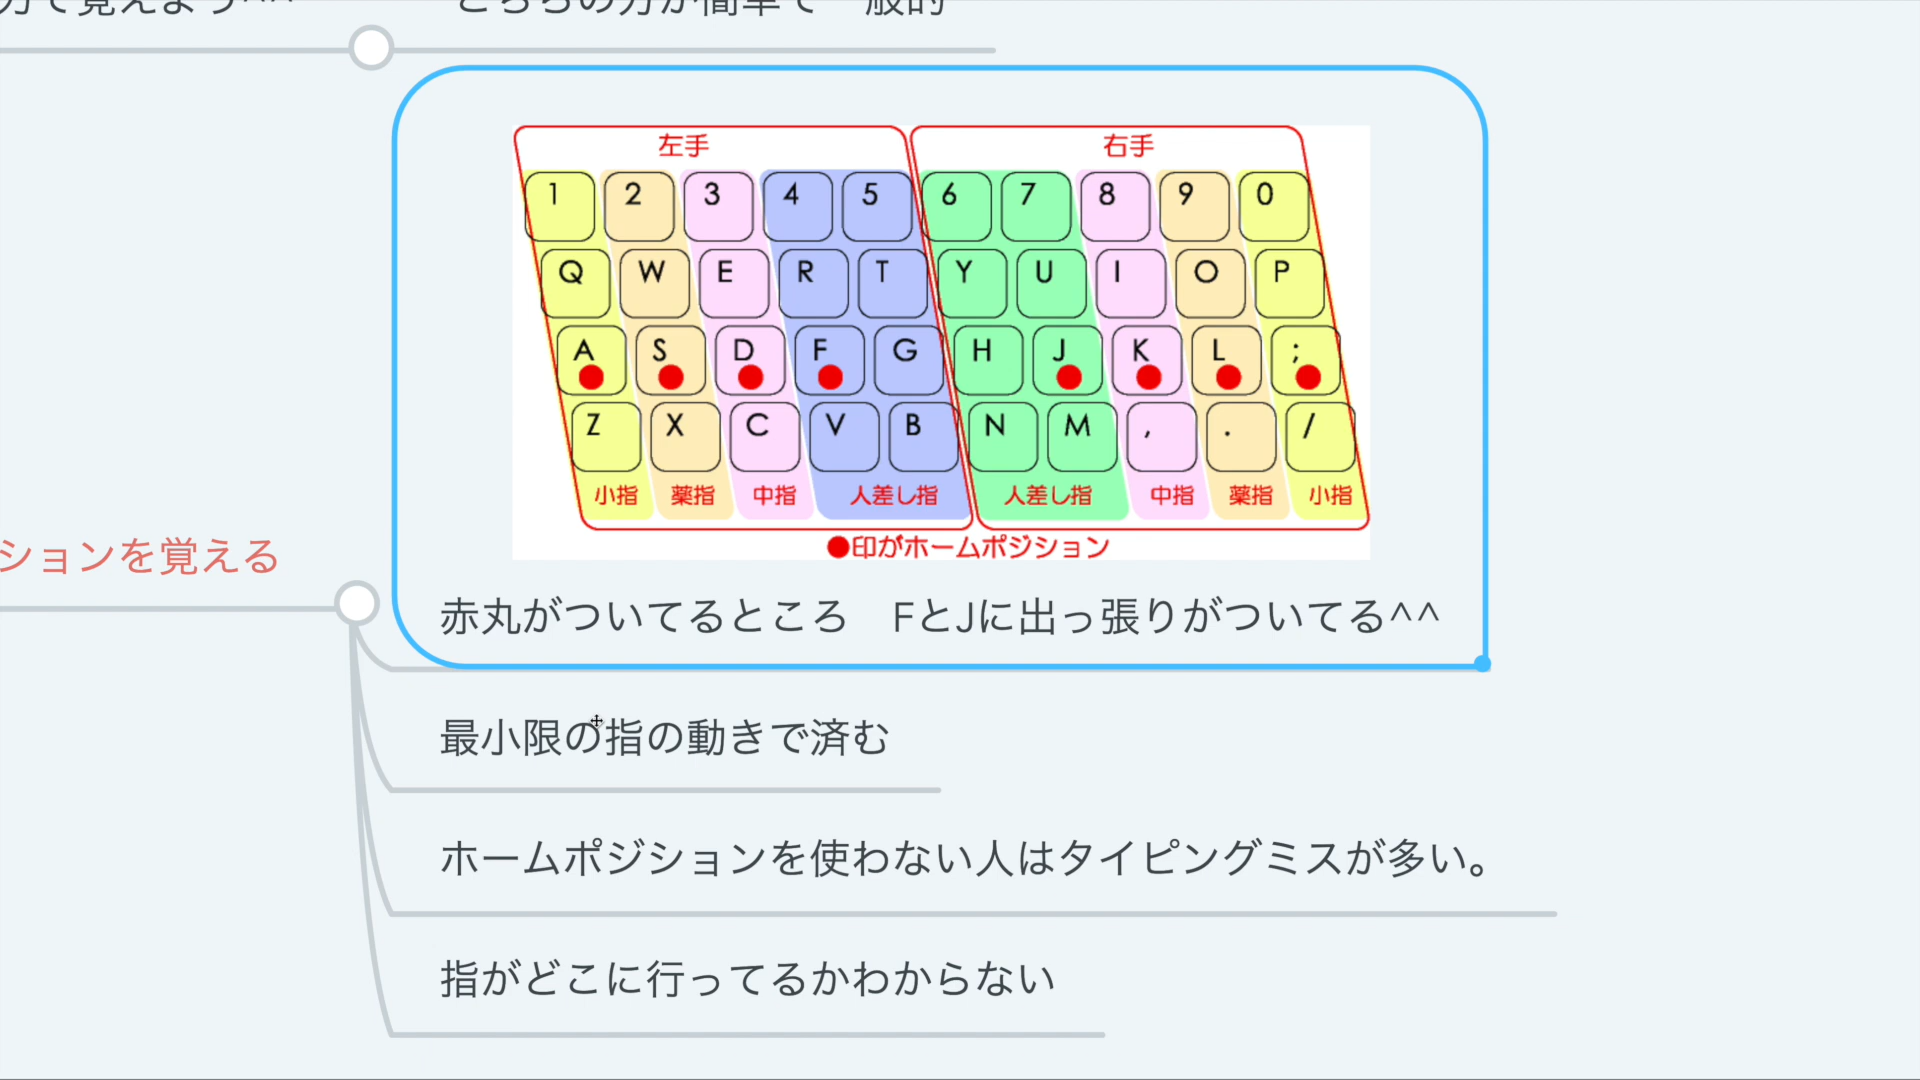 左手 右手
1 2 3 4 5 6 7 8 9 0
Q W E R T Y U I O P
A S D F G H J K L ;
Z X C V B N M , . /
小指 薬指 中指 人差し指 人差し指 中指 薬指 小指
●印がホームポジション
ションを覚える
赤丸がついてるところ　FとJに出っ張りがついてる^^
最小限の指の動きで済む
ホームポジションを使わない人はタイピングミスが多い。
指がどこに行ってるかわからない